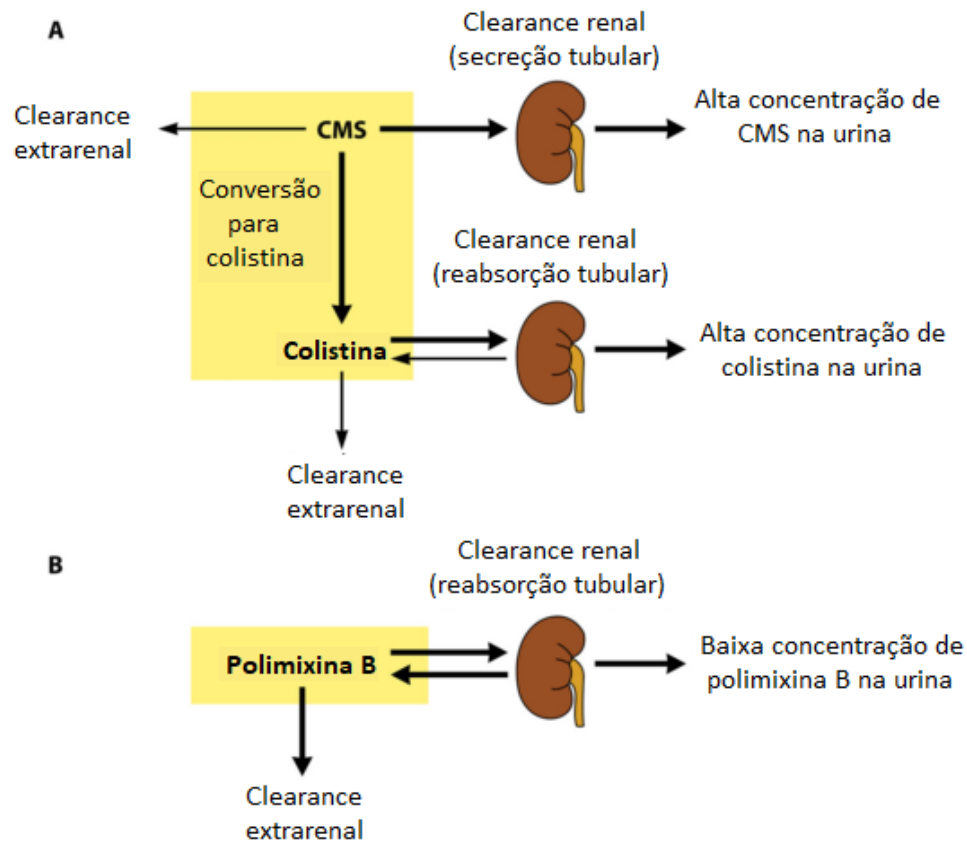 A
Clearance renal
(secreção tubular)
Clearance
extrarenal
CMS
Alta concentração de
CMS na urina
Conversão
para
colistina
Clearance renal
(reabsorção tubular)
Colistina
Alta concentração de
colistina na urina
Clearance
extrarenal
B
Clearance renal
(reabsorção tubular)
Polimixina B
Baixa concentração de
polimixina B na urina
Clearance
extrarenal